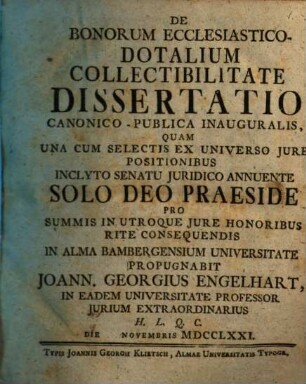 DE
BONORUM ECCLESIASTICO-
DOTALIUM
COLLECTIBILITATE
DISSERTATIO
CANONICO-PUBLICA INAUGURALIS,
QUAM
UNA CUM SELECTIS EX UNIVERSO JURE
POSITIONIBUS
INCLYTO SENATU JURIDICO ANNUENTE
SOLO DEO PRAESIDE
PRO
SUMMIS IN UTROQUE JURE HONORIBUS
RITE CONSEQUENDIS
IN ALMA BAMBERGENSIUM UNIVERSITATE
PROPUGNABIT
JOANN. GEORGIUS ENGELHART,
IN EADEM UNIVERSITATE PROFESSOR
JURIUM EXTRAORDINARIUS
H. L. Q. C.
DIE NOVEMBRIS MDCCLXXI.
TYPIS JOANNIS GEORGII KLIETSCH, ALMAE UNIVERSITATIS TYPOGR.